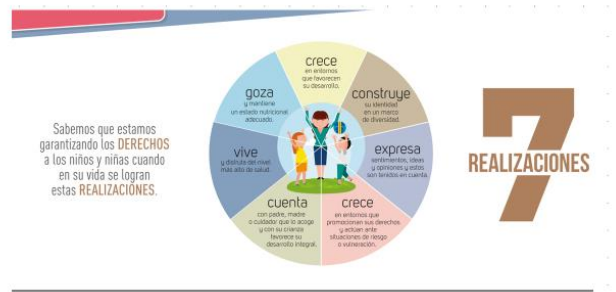 Sabemos que estamos
garantizando los DERECHOS
a los niños y niñas cuando
en su vida se logran
estas REALIZACIONES.
crece
en entornos
que favorecen
su desarrollo.
construye
su identidad
en un marco
de diversidad.
expresa
sentimientos, ideas
y opiniones y estos
son tenidos en cuenta.
crece
en entornos que
promocionan sus derechos
y actúan ante
situaciones de riesgo
o vulneración.
cuenta
con padre, madre
o cuidador que lo acoge
y con su crianza
favorece su
desarrollo integral.
vive
y disfruta del nivel
más alto de salud.
goza
y mantiene
un estado nutricional
adecuado.
7
REALIZACIONES